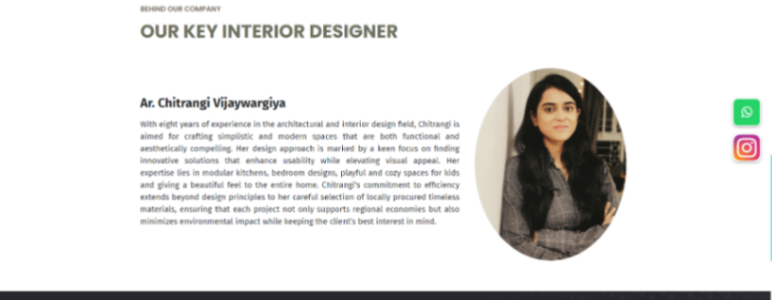 BEHIND OUR COMPANY
OUR KEY INTERIOR DESIGNER
Ar. Chitrangi Vijaywargiya
With eight years of experience in the architectural and interior design field, Chitrangi is
aimed for crafting simplistic and modern spaces that are both functional and
aesthetically compelling. Her design approach is marked by a keen focus on finding
innovative solutions that enhance usability while elevating visual appeal. Her
expertise lies in modular kitchens, bedroom designs, playful and cozy spaces for kids
and giving a beautiful feel to the entire home. Chitrangi's commitment to efficiency
extends beyond design principles to her careful selection of locally procured timeless
materials, ensuring that each project not only supports regional economies but also
minimizes environmental impact while keeping the client's best interest in mind.